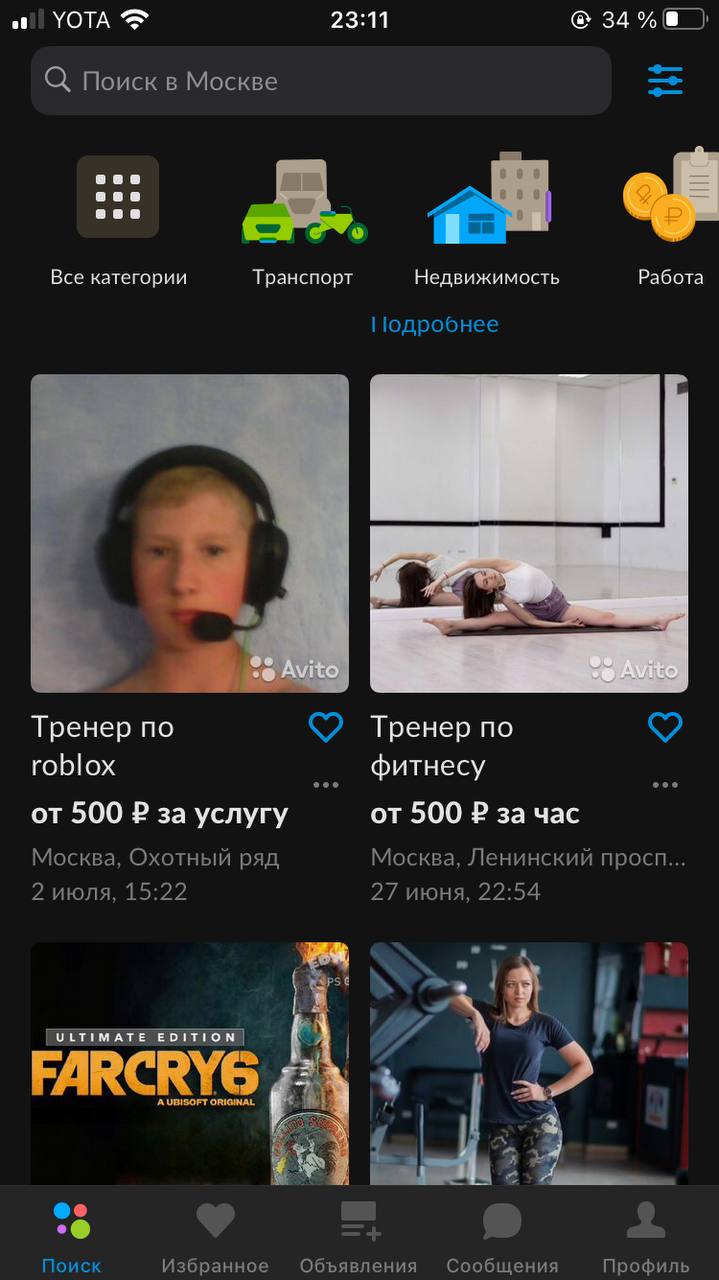 YOTA 23:11 34 %
Поиск в Москве
Все категории Транспорт Недвижимость Работа
Подробнее
Avito Avito
Тренер по
roblox
от 500 ₽ за услугу
Москва, Охотный ряд
2 июля, 15:22
Тренер по
фитнесу
от 500 ₽ за час
Москва, Ленинский просп...
27 июня, 22:54
ULTIMATE EDITION
FARCRY6
A UBISOFT ORIGINAL
Поиск Избранное Объявления Сообщения Профиль